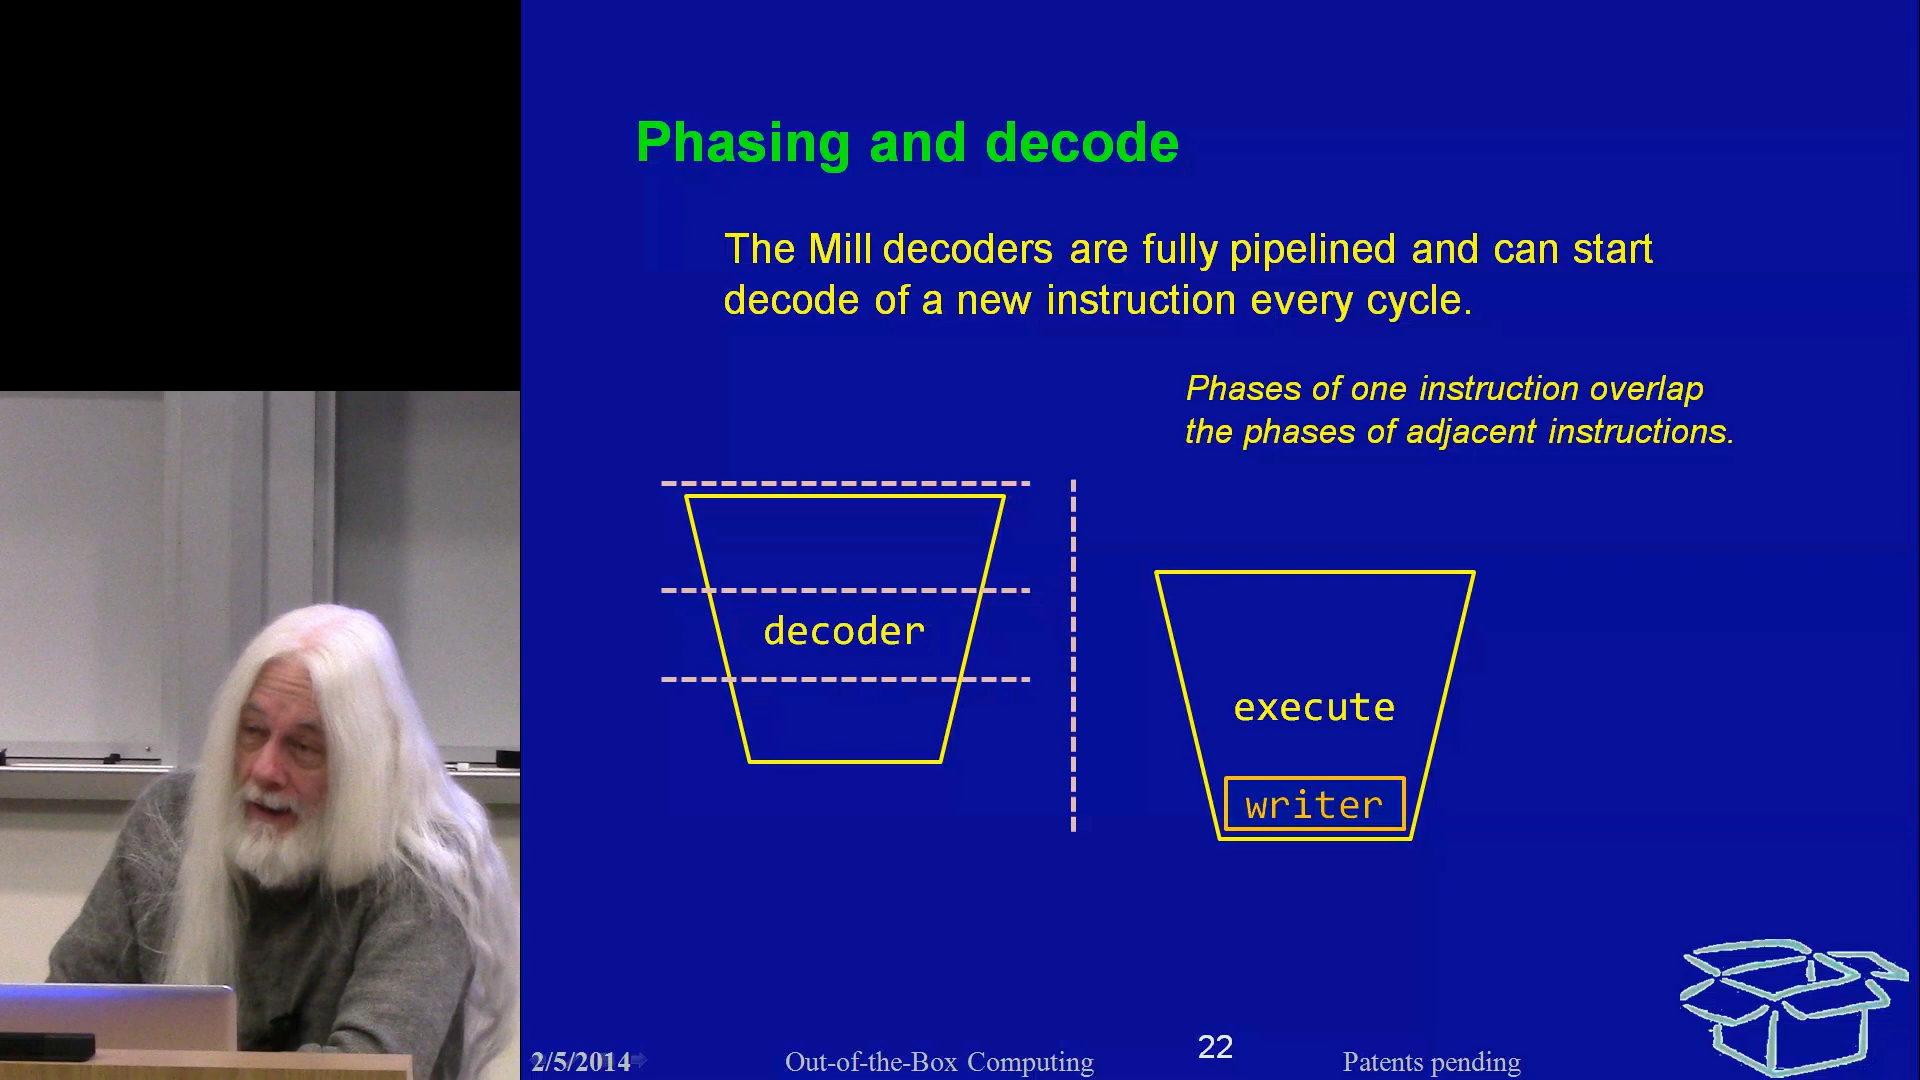 Phasing and decode
The Mill decoders are fully pipelined and can start
decode of a new instruction every cycle.
Phases of one instruction overlap
the phases of adjacent instructions.
decoder
execute
writer
2/5/2014
Out-of-the-Box Computing
22
Patents pending